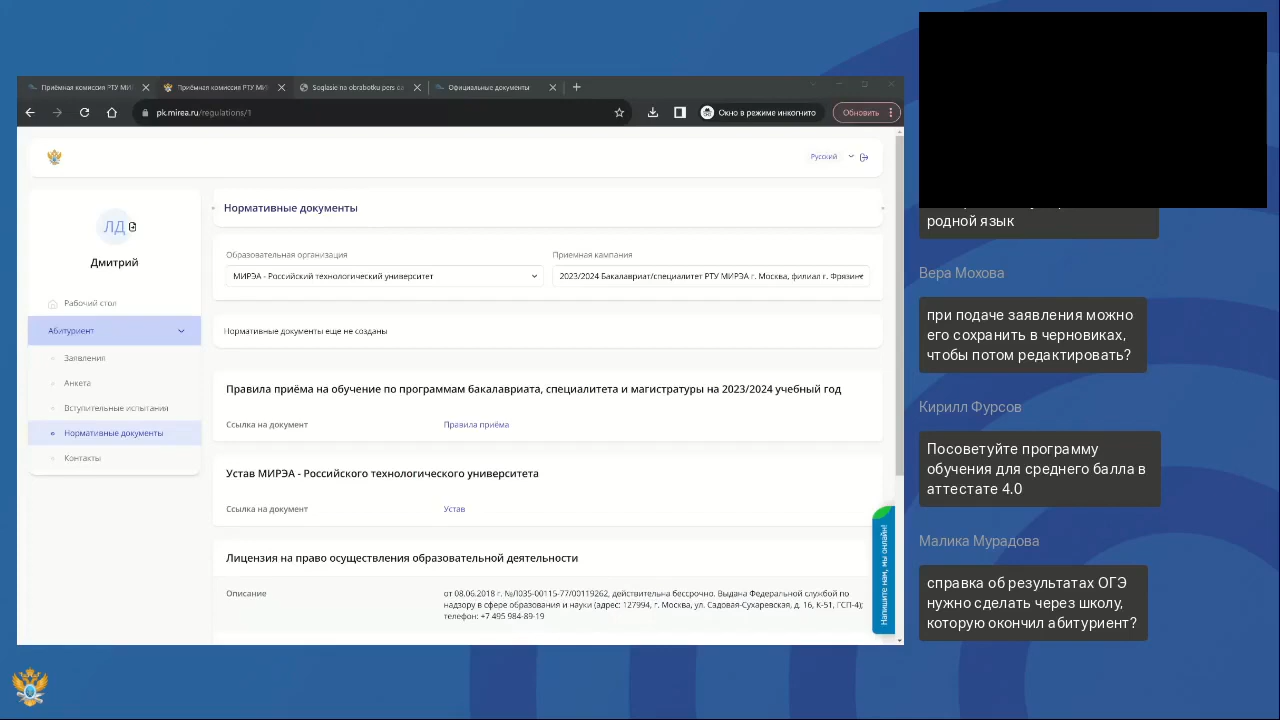 Приёмная комиссия РТУ МИ
Приёмная комиссия РТУ МИ
Soglasie na obrabotku pers da
Официальные документы
pk.mirea.ru/regulations/1
Окно в режиме инкогнито
Обновить
Русский
ЛД
Дмитрий
Рабочий стол
Абитуриент
Заявления
Анкета
Вступительные испытания
Нормативные документы
Контакты
Нормативные документы
Образовательная организация
Приемная кампания
МИРЭА - Российский технологический университет
2023/2024 Бакалавриат/специалитет РТУ МИРЭА г. Москва, филиал г. Фрязин
Нормативные документы еще не созданы
Правила приёма на обучение по программам бакалавриата, специалитета и магистратуры на 2023/2024 учебный год
Ссылка на документ
Правила приёма
Устав МИРЭА - Российского технологического университета
Ссылка на документ
Устав
Лицензия на право осуществления образовательной деятельности
Описание
от 08.06.2018 г. №Л035-00115-77/00119262, действительна бессрочно. Выдана Федеральной службой по
надзору в сфере образования и науки (адрес: 127994, г. Москва, ул. Садовая-Сухаревская, д. 16, К-51, ГСП-4);
телефон: +7 495 984-89-19
Напишите нам, мы онлайн!
родной язык
Вера Мохова
при подаче заявления можно
его сохранить в черновиках,
чтобы потом редактировать?
Кирилл Фурсов
Посоветуйте программу
обучения для среднего балла в
аттестате 4.0
Малика Мурадова
справка об результатах ОГЭ
нужно сделать через школу,
которую окончил абитуриент?